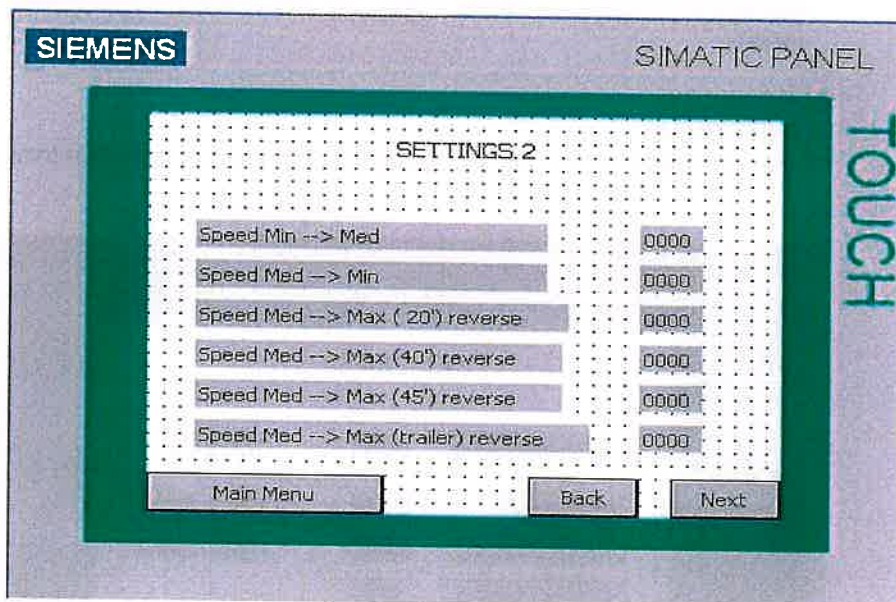 SIEMENS
SIMATIC PANEL
TOUCH
SETTINGS 2
Speed Min --> Med 0000
Speed Med --> Min 0000
Speed Med --> Max ( 20') reverse 0000
Speed Med --> Max (40') reverse 0000
Speed Med --> Max (45') reverse 0000
Speed Med --> Max (trailer) reverse 0000
Main Menu Back Next